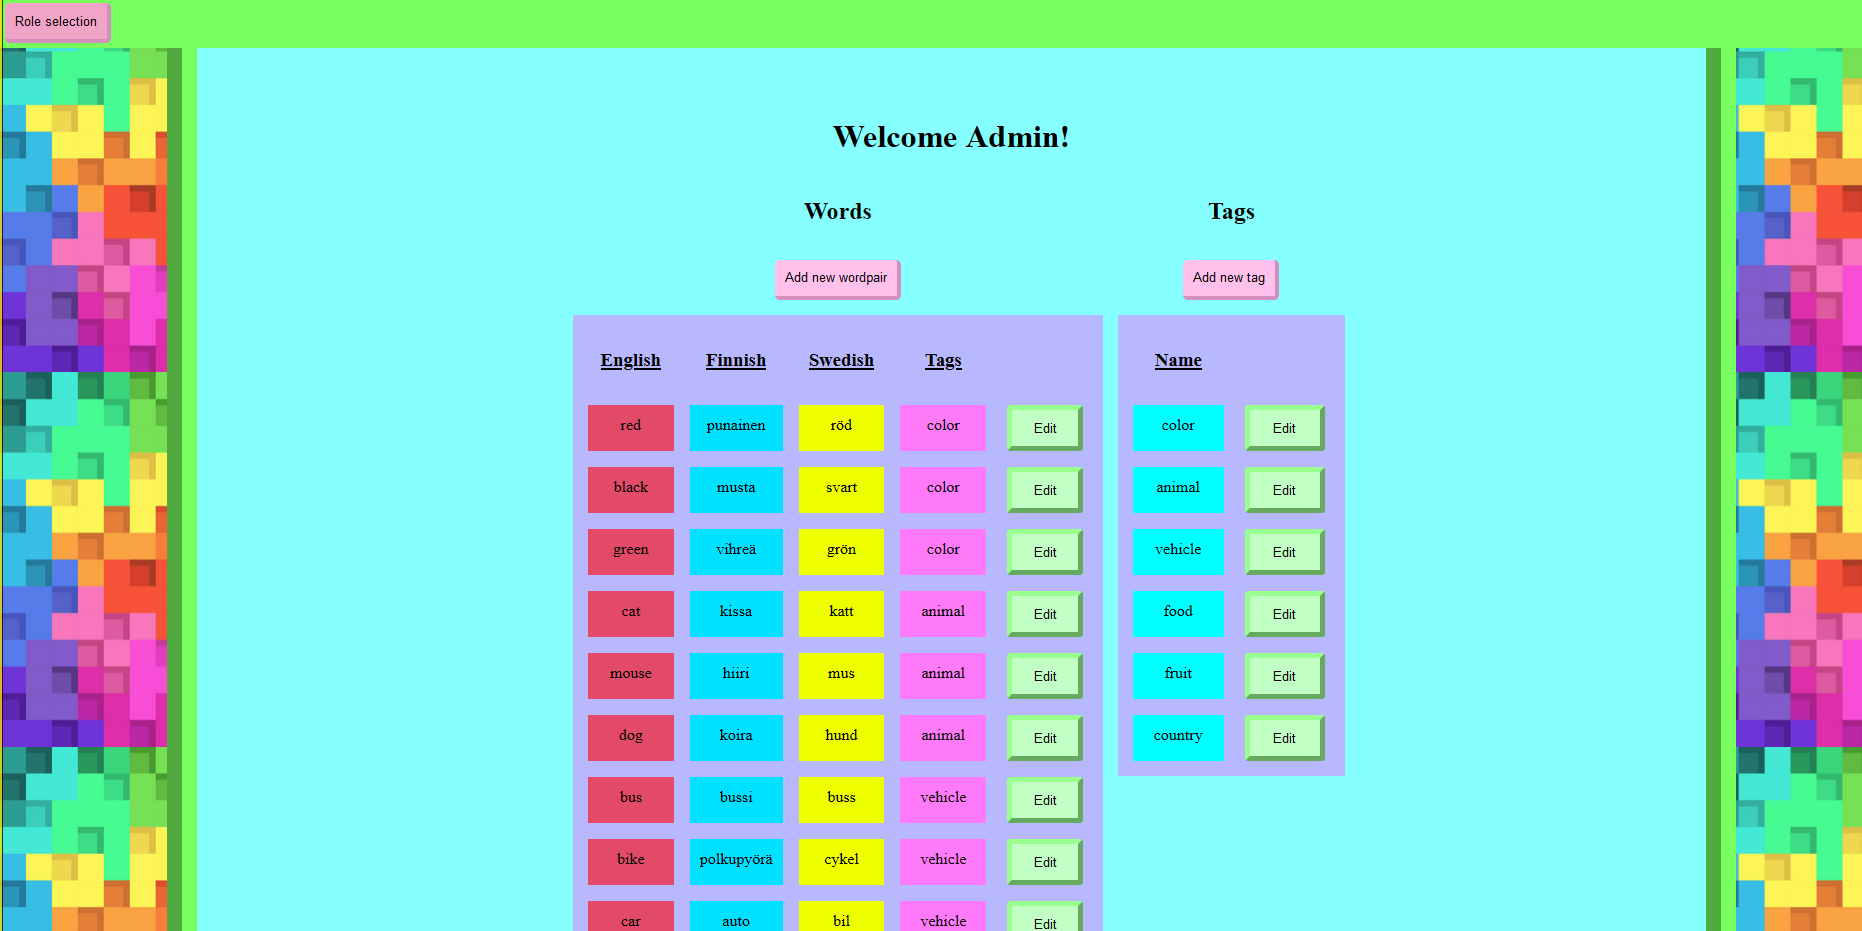 Role selection
Welcome Admin!
Words Tags
Add new wordpair Add new tag
English Finnish Swedish Tags Name
red punainen röd color Edit color Edit
black musta svart color Edit animal Edit
green vihreä grön color Edit vehicle Edit
cat kissa katt animal Edit food Edit
mouse hiiri mus animal Edit fruit Edit
dog koira hund animal Edit country Edit
bus bussi buss vehicle Edit
bike polkupyörä cykel vehicle Edit
car auto bil vehicle Edit